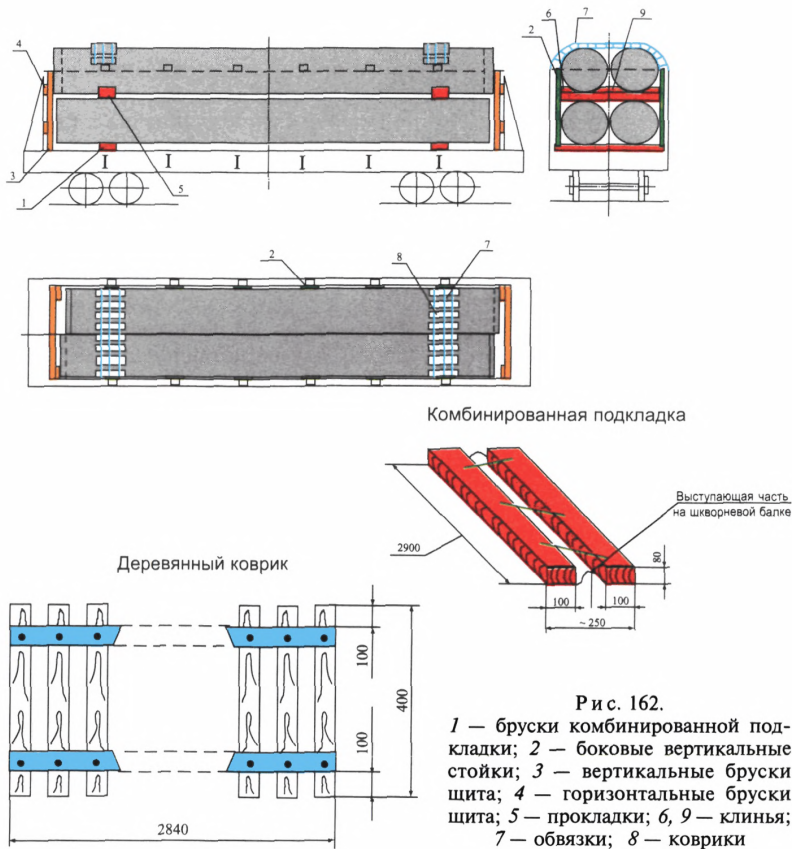 4
6
7
9
2
3
1
5
2
8
7
Комбинированная подкладка
Выступающая часть
на шкворневой балке
2900
80
100
100
~ 250
Деревянный коврик
100
400
100
2840
Рис. 162.
1 — бруски комбинированной под-
кладки; 2 — боковые вертикальные
стойки; 3 — вертикальные бруски
щита; 4 — горизонтальные бруски
щита; 5 — прокладки; 6, 9 — клинья;
7 — обвязки; 8 — коврики